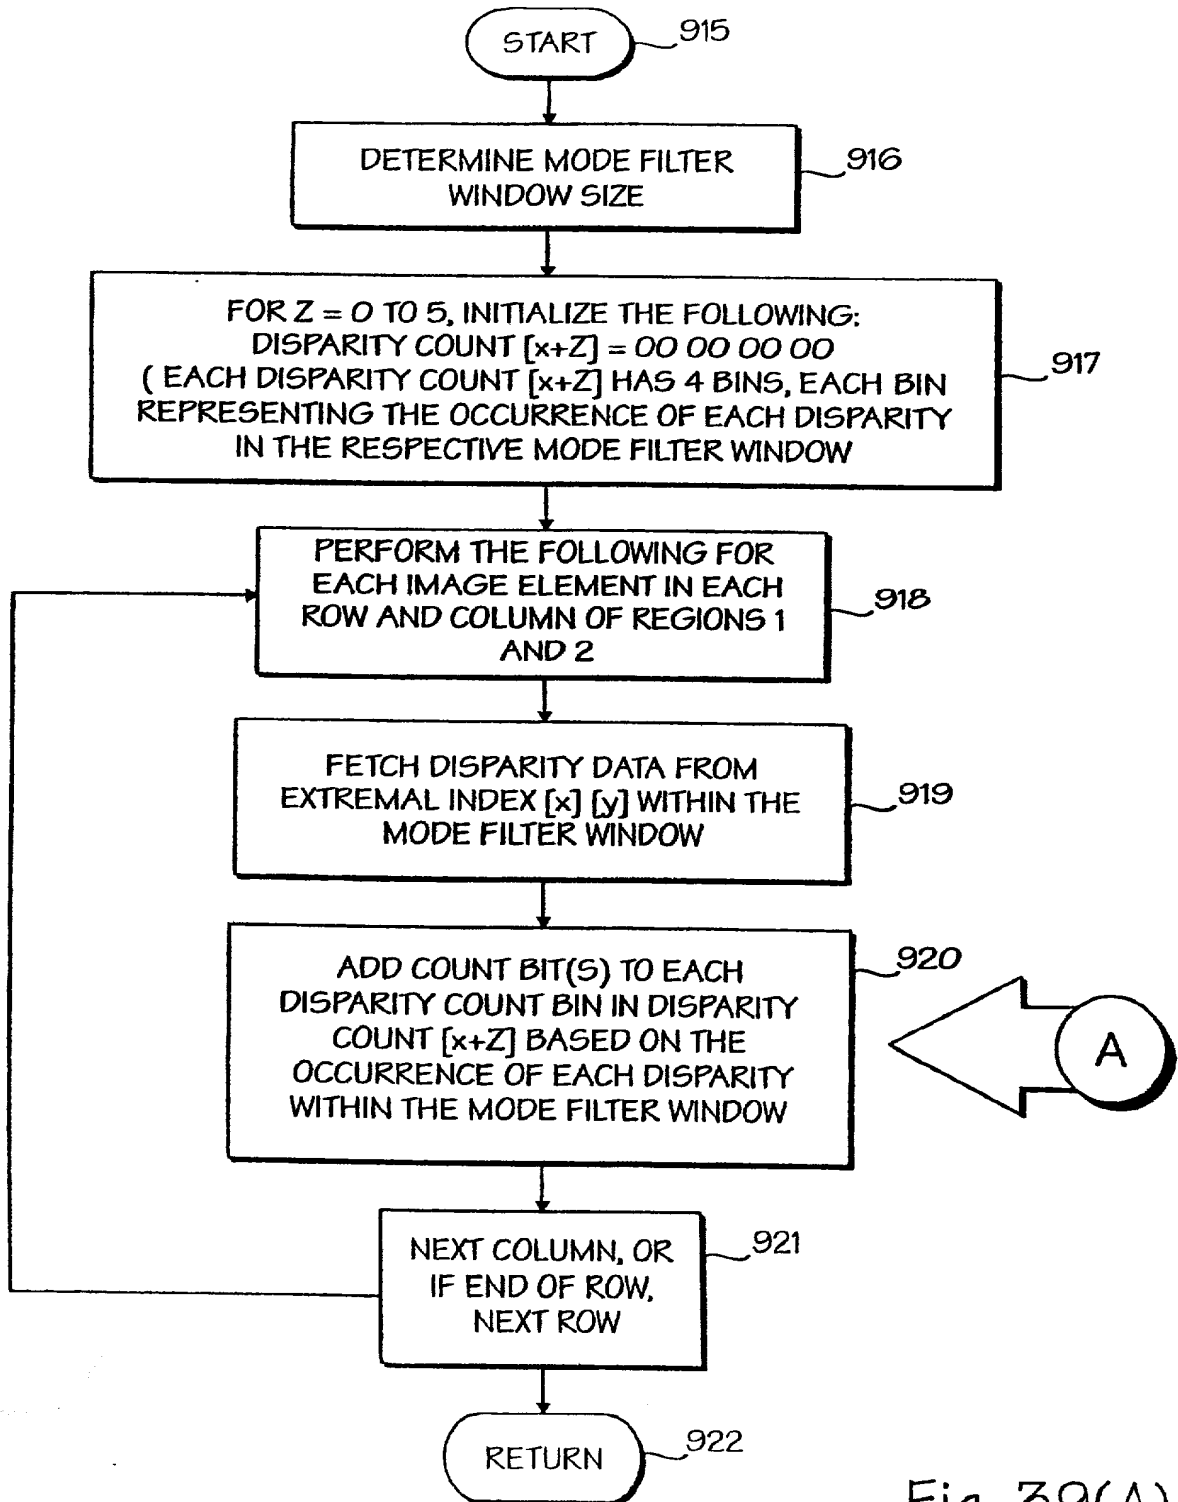 START
915
DETERMINE MODE FILTER
WINDOW SIZE
916
FOR Z = 0 TO 5, INITIALIZE THE FOLLOWING:
DISPARITY COUNT [x+Z] = 00 00 00 00
( EACH DISPARITY COUNT [x+Z] HAS 4 BINS, EACH BIN
REPRESENTING THE OCCURRENCE OF EACH DISPARITY
IN THE RESPECTIVE MODE FILTER WINDOW
917
PERFORM THE FOLLOWING FOR
EACH IMAGE ELEMENT IN EACH
ROW AND COLUMN OF REGIONS 1
AND 2
918
FETCH DISPARITY DATA FROM
EXTREMAL INDEX [x] [y] WITHIN THE
MODE FILTER WINDOW
919
ADD COUNT BIT(S) TO EACH
DISPARITY COUNT BIN IN DISPARITY
COUNT [x+Z] BASED ON THE
OCCURRENCE OF EACH DISPARITY
WITHIN THE MODE FILTER WINDOW
920
A
NEXT COLUMN, OR
IF END OF ROW,
NEXT ROW
921
RETURN
922
Fig. 39(A)